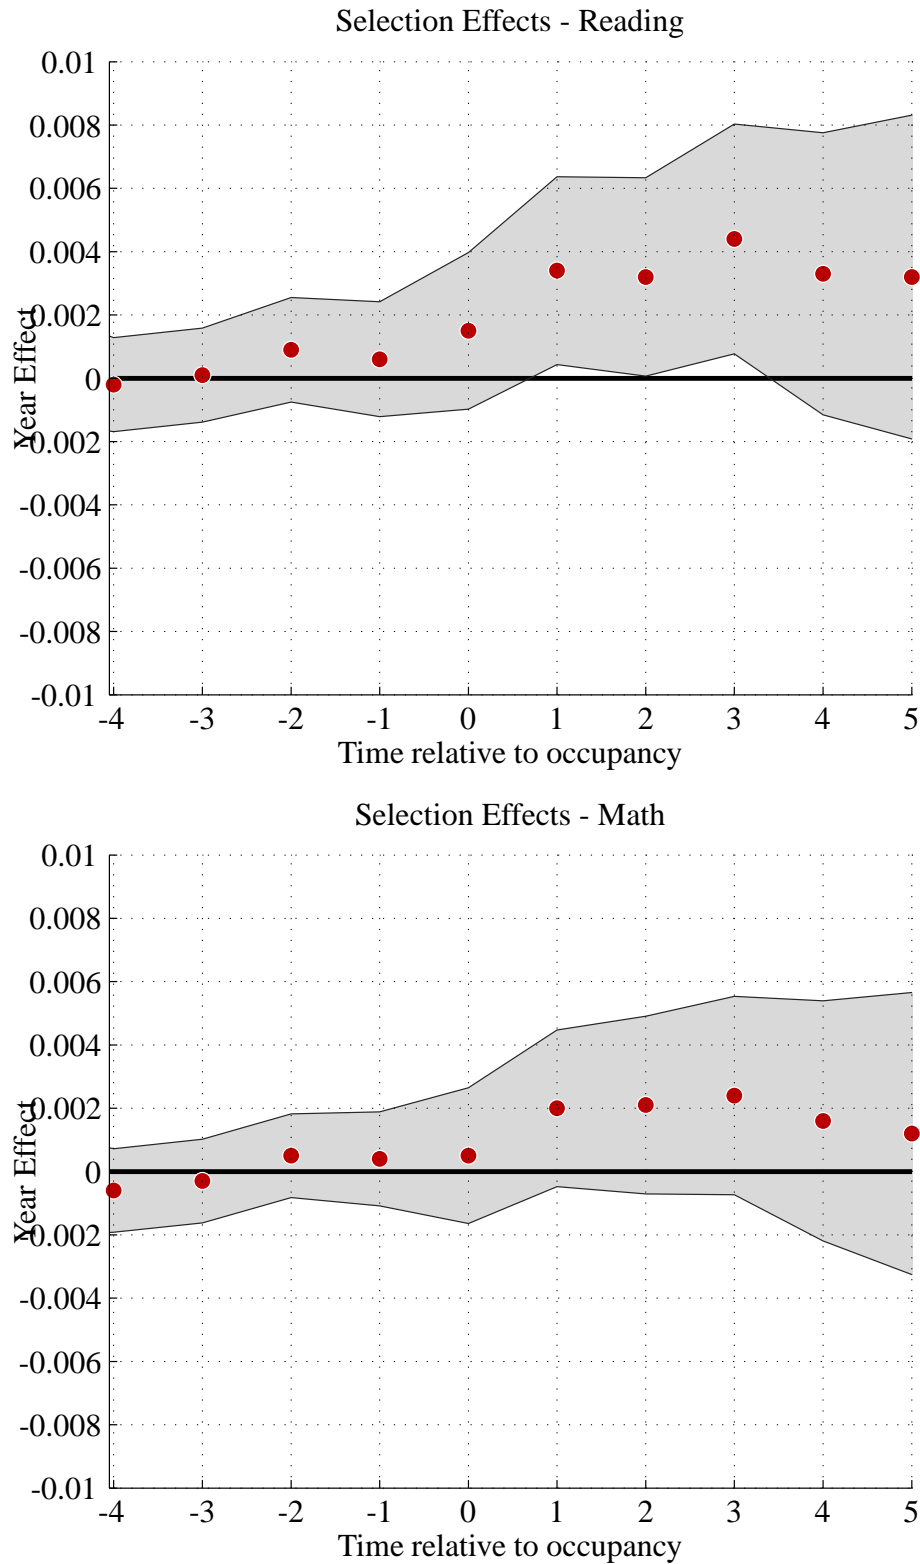 Selection Effects - Reading
0.01
0.008
0.006
0.004
0.002
0
-0.002
-0.004
-0.006
-0.008
-0.01
Year Effect
-4 -3 -2 -1 0 1 2 3 4 5
Time relative to occupancy
Selection Effects - Math
0.01
0.008
0.006
0.004
0.002
0
-0.002
-0.004
-0.006
-0.008
-0.01
Year Effect
-4 -3 -2 -1 0 1 2 3 4 5
Time relative to occupancy